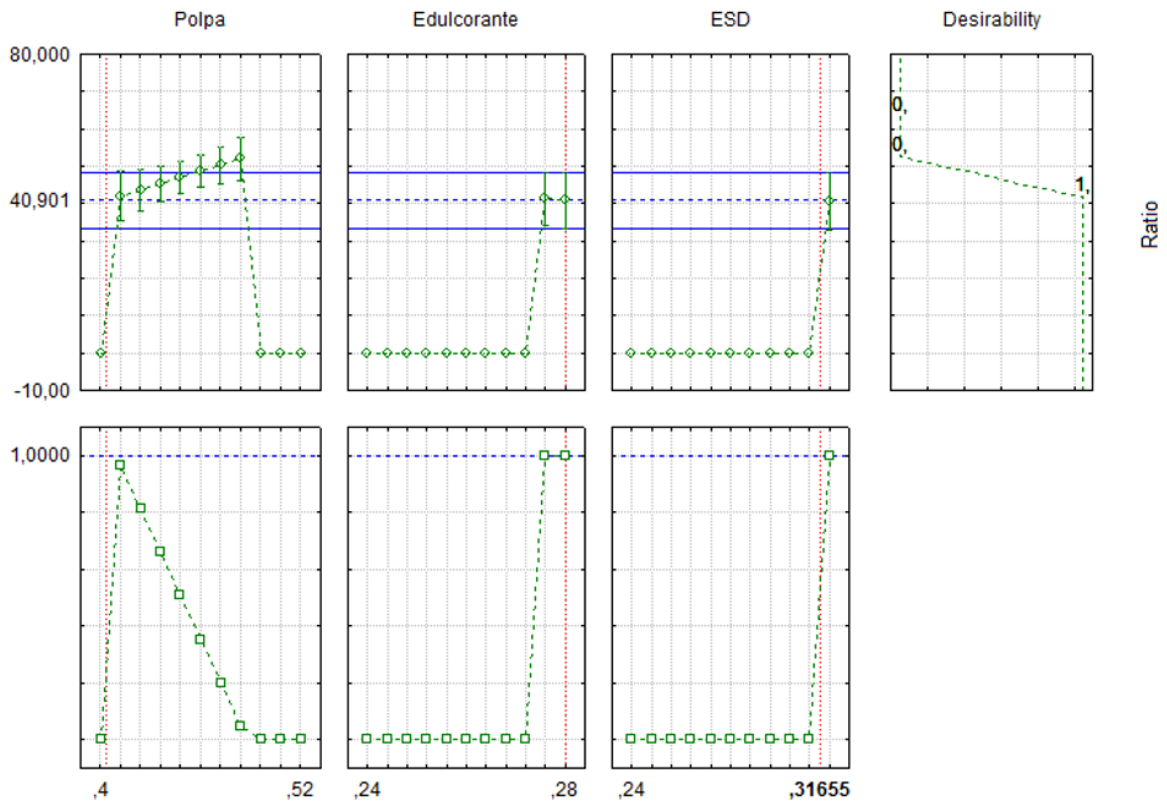 Polpa Edulcorante ESD Desirability
80,000
0,
0,
1,
40,901
Ratio
-10,00
1,0000
,4 ,52 ,24 ,28 ,24 ,31655